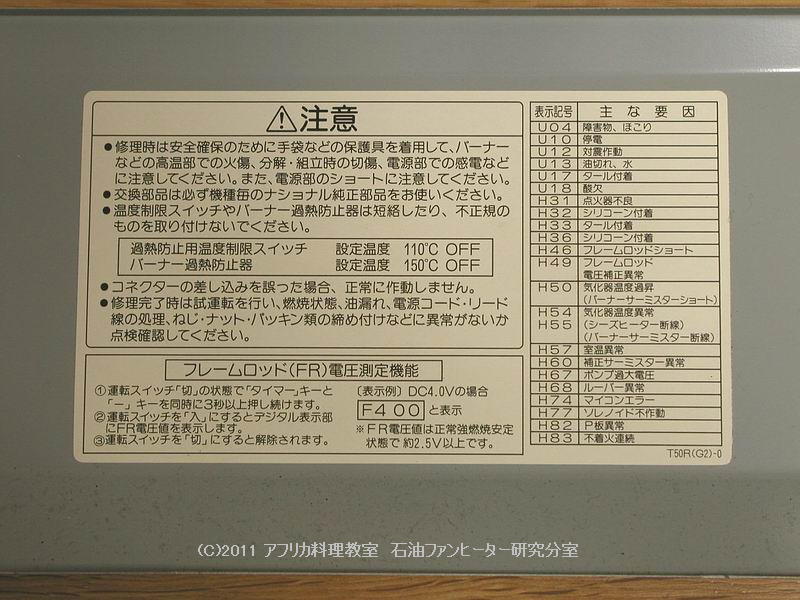 ⚠注意
●修理時は安全確保のために手袋などの保護具を着用して、バーナー
などの高温部での火傷、分解・組立時の切傷、電源部での感電など
に注意してください。また、電源部のショートに注意してください。
●交換部品は必ず機種毎のナショナル純正部品をお使いください。
●温度制限スイッチやバーナー過熱防止器は短絡したり、不正規の
ものを取り付けないでください。
過熱防止用温度制限スイッチ 設定温度 110℃ OFF
バーナー過熱防止器 設定温度 150℃ OFF
●コネクターの差し込みを誤った場合、正常に作動しません。
●修理完了時は試運転を行い、燃焼状態、油漏れ、電源コード・リード
線の処理、ねじ・ナット・パッキン類の締め付けなどに異常がないか
点検確認してください。
フレームロッド(FR)電圧測定機能
①運転スイッチ「切」の状態で「タイマー」キーと
「−」キーを同時に3秒以上押し続けます。
②運転スイッチを「入」にするとデジタル表示部
にFR電圧値を表示します。
③運転スイッチを「切」にすると解除されます。
〔表示例〕DC4.0Vの場合
F400 と表示
※FR電圧値は正常強燃焼安定
状態で約2.5V以上です。
表示記号 主な要因
U04 障害物、ほこり
U10 停電
U12 対震作動
U13 油切れ、水
U17 タール付着
U18 酸欠
H31 点火器不良
H32 シリコーン付着
H33 タール付着
H36 シリコーン付着
H46 フレームロッドショート
H49 フレームロッド
電圧補正異常
H50 気化器温度過昇
(バーナーサーミスターショート)
H54 気化器温度異常
H55 (シーズヒーター断線)
(バーナーサーミスター断線)
H57 室温異常
H60 補正サーミスター異常
H67 ポンプ過大電圧
H68 ルーバー異常
H74 マイコンエラー
H77 ソレノイド不作動
H82 P板異常
H83 不着火連続
T50R(G2)-0
(C)2011 アフリカ料理教室 石油ファンヒーター研究分室